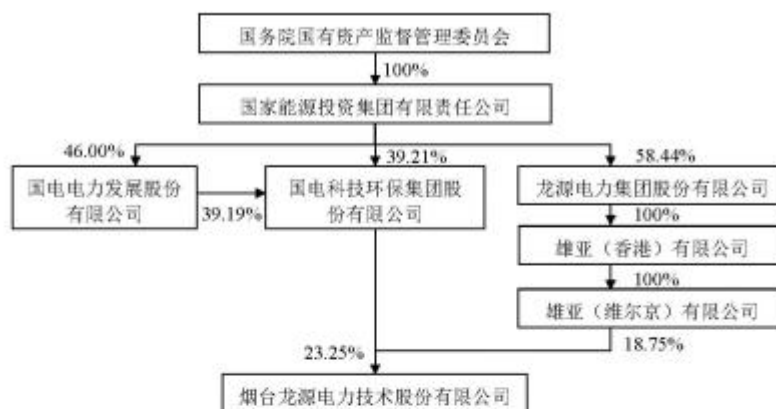 国务院国有资产监督管理委员会
100%
国家能源投资集团有限责任公司
46.00%
39.21%
58.44%
国电电力发展股份
有限公司
39.19%
国电科技环保集团股
份有限公司
龙源电力集团股份有限公司
100%
雄亚（香港）有限公司
100%
雄亚（维尔京）有限公司
23.25%
18.75%
烟台龙源电力技术股份有限公司